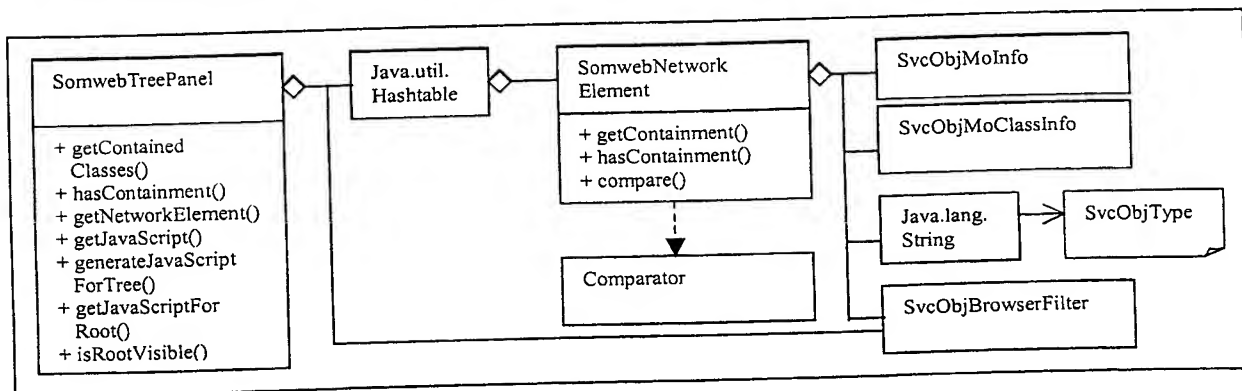 SomwebTreePanel
+ getContained
Classes()
+ hasContainment()
+ getNetworkElement()
+ getJavaScript()
+ generateJavaScript
ForTree()
+ getJavaScriptFor
Root()
+ isRootVisible()
Java.util.
Hashtable
SomwebNetwork
Element
+ getContainment()
+ hasContainment()
+ compare()
Comparator
SvcObjMoInfo
SvcObjMoClassInfo
Java.lang.
String
SvcObjType
SvcObjBrowserFilter